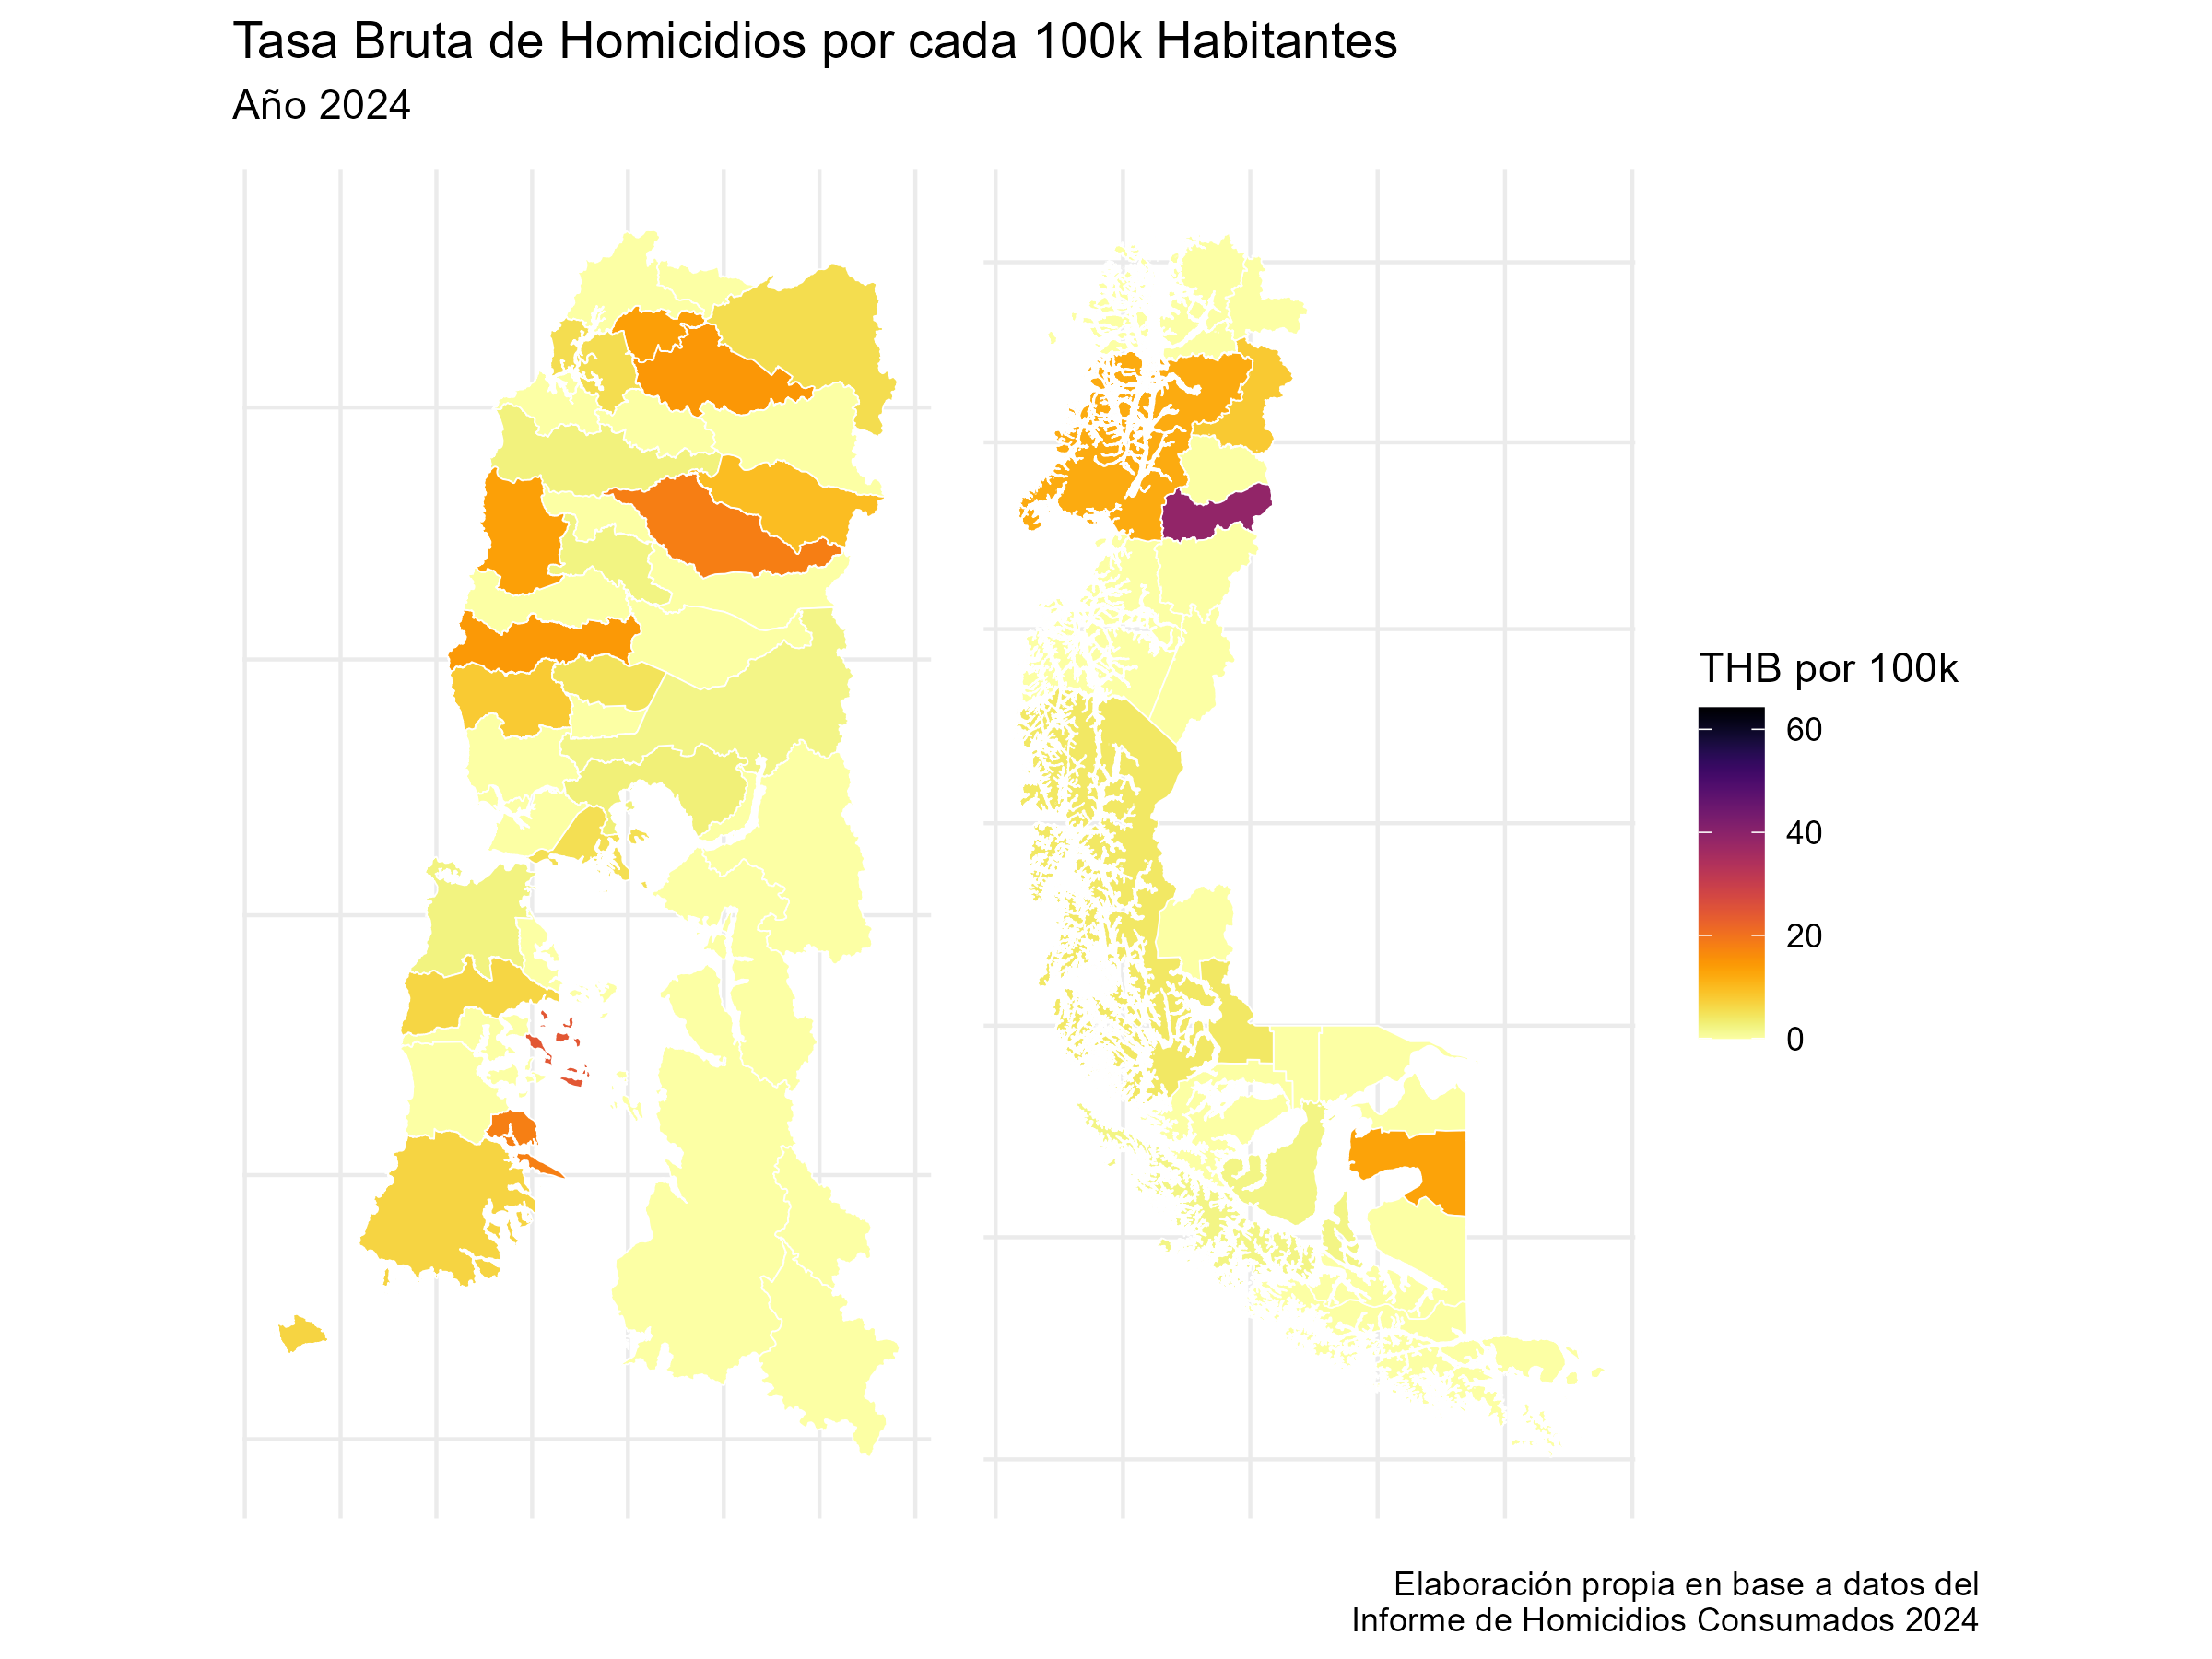 Tasa Bruta de Homicidios por cada 100k Habitantes
Año 2024
THB por 100k
60
40
20
0
Elaboración propia en base a datos del
Informe de Homicidios Consumados 2024